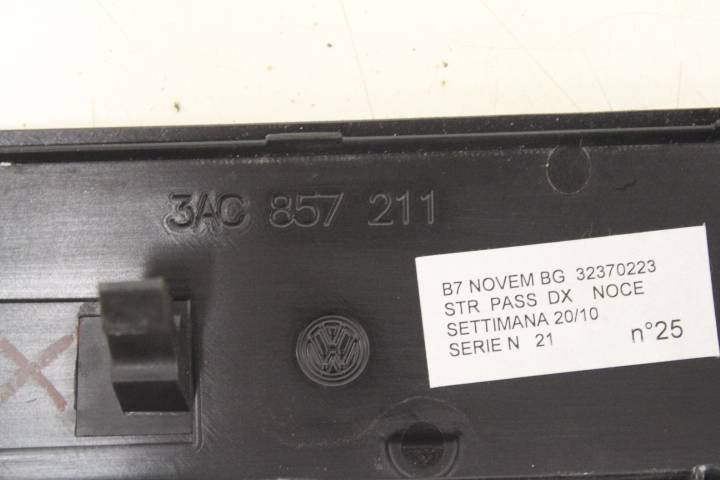 3AC 857 211
B7 NOVEM BG 32370223
STR PASS DX NOCE
SETTIMANA 20/10
SERIE N 21 n°25